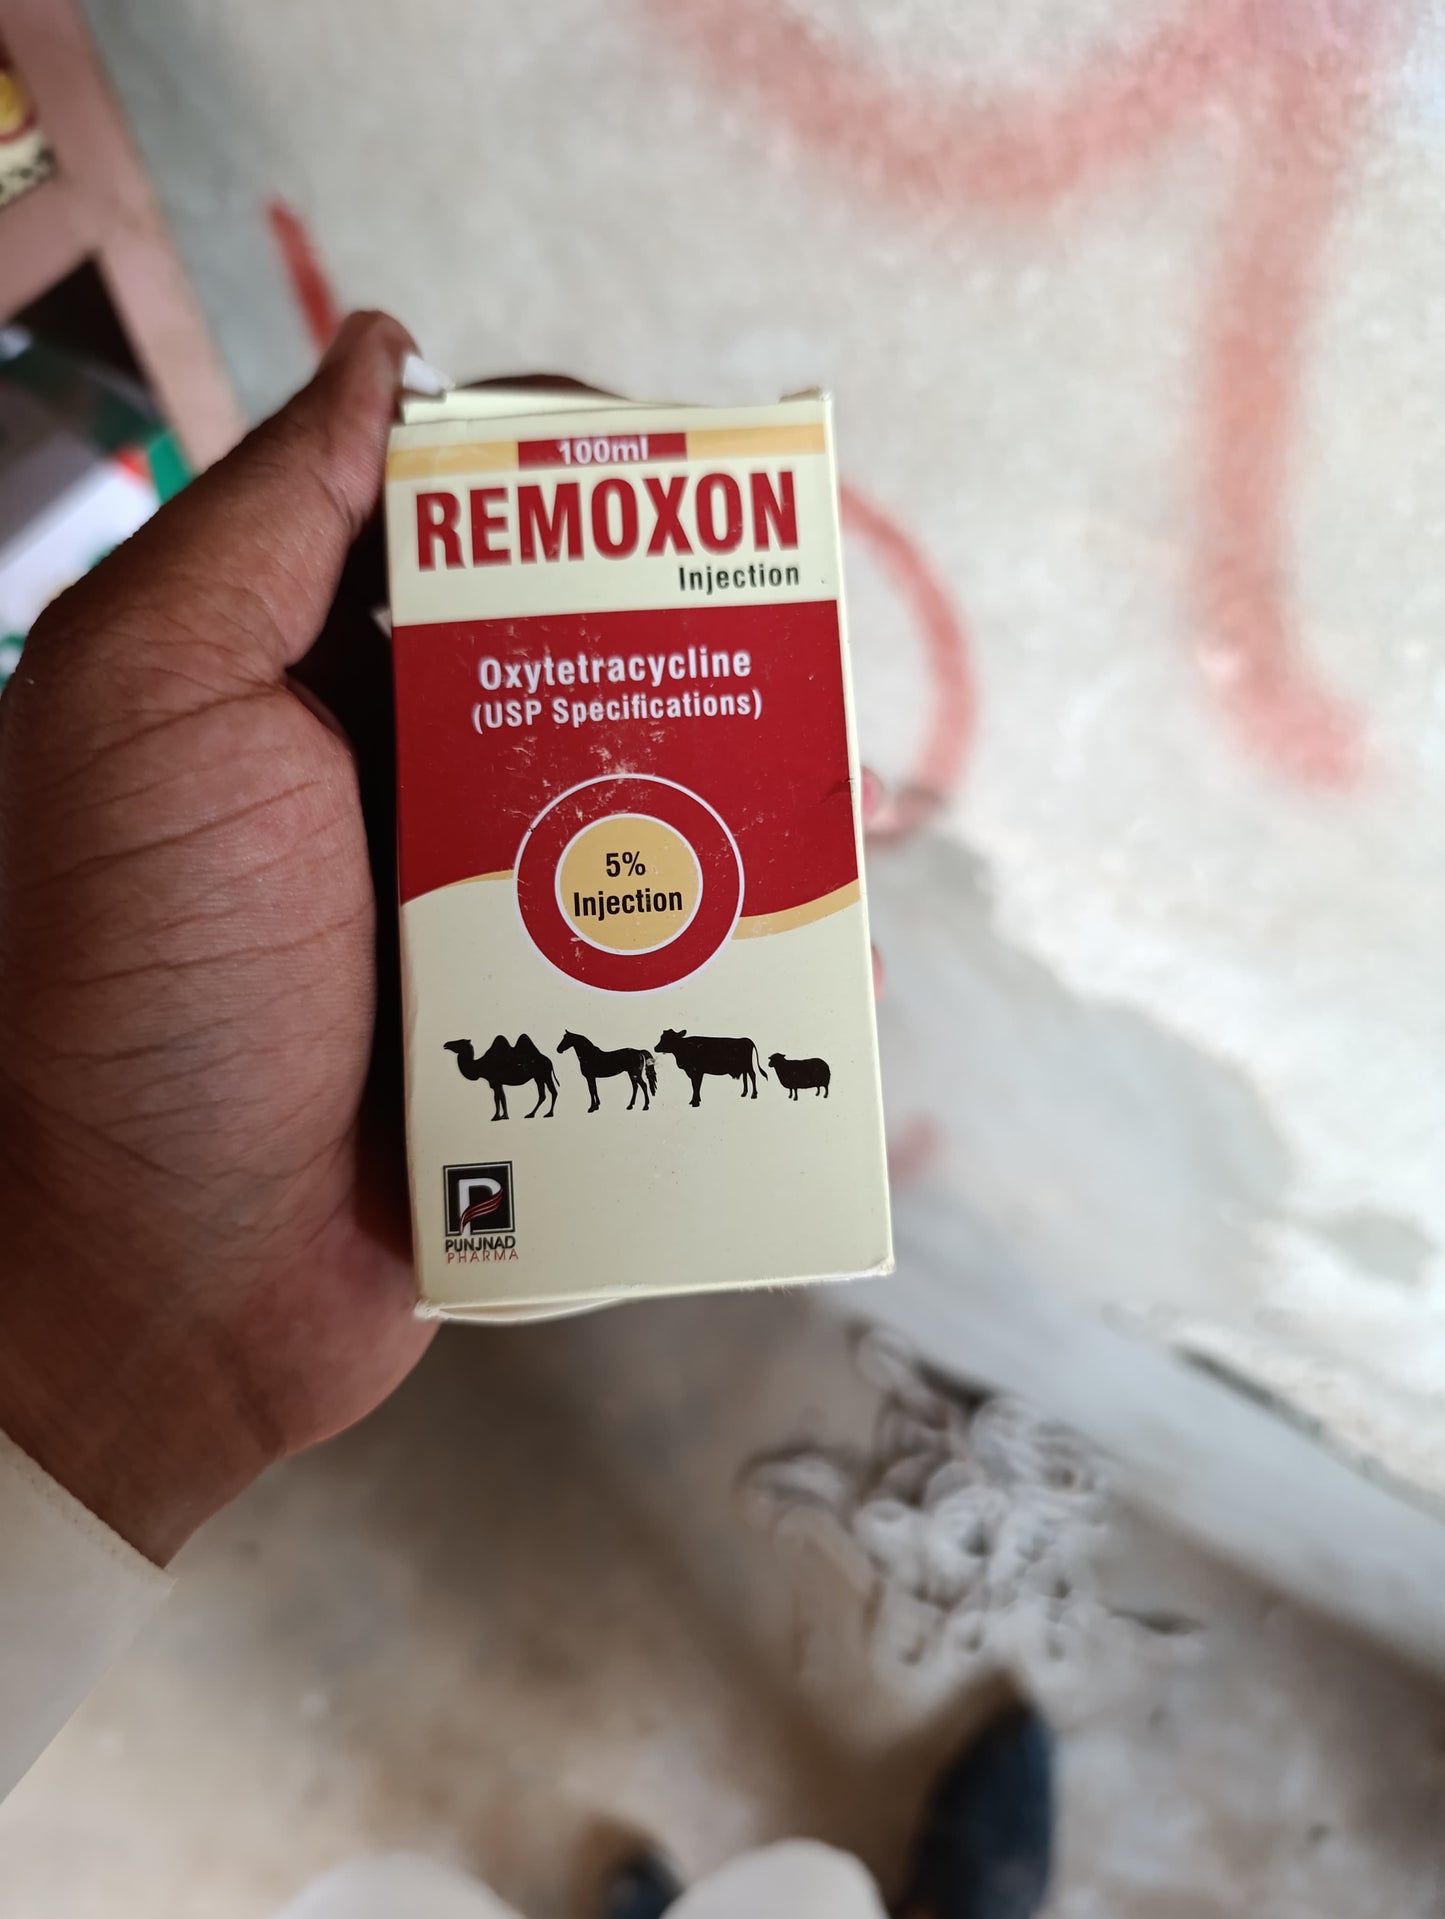 100ml
REMOXON
Injection
Oxytetracycline
(USP Specifications)
5%
Injection
PUNJNAD
PHARMA